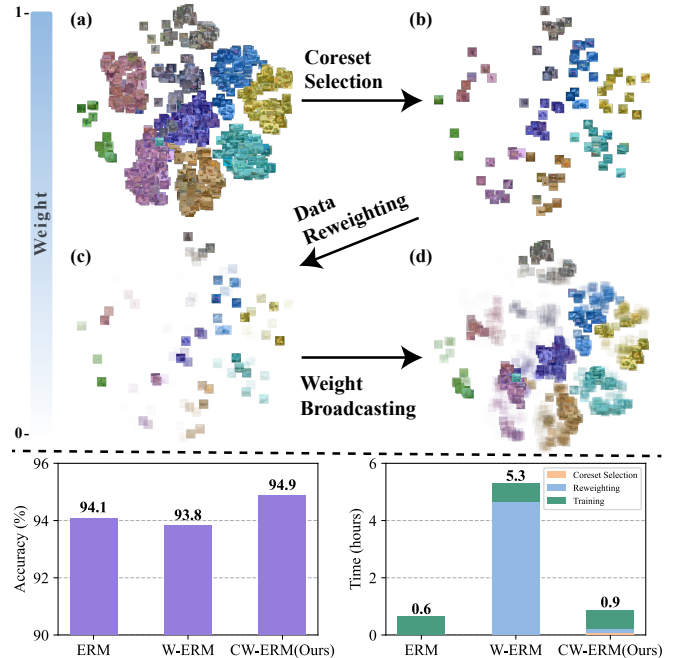 1-
(a)
Coreset
Selection
(b)
Weight
Data
Reweighting
(c)
(d)
Weight
Broadcasting
0-
96
94
92
90
Accuracy (%)
94.1
93.8
94.9
ERM
W-ERM
CW-ERM(Ours)
6
4
2
0
Time (hours)
Coreset Selection
Reweighting
Training
0.6
5.3
0.9
ERM
W-ERM
CW-ERM(Ours)